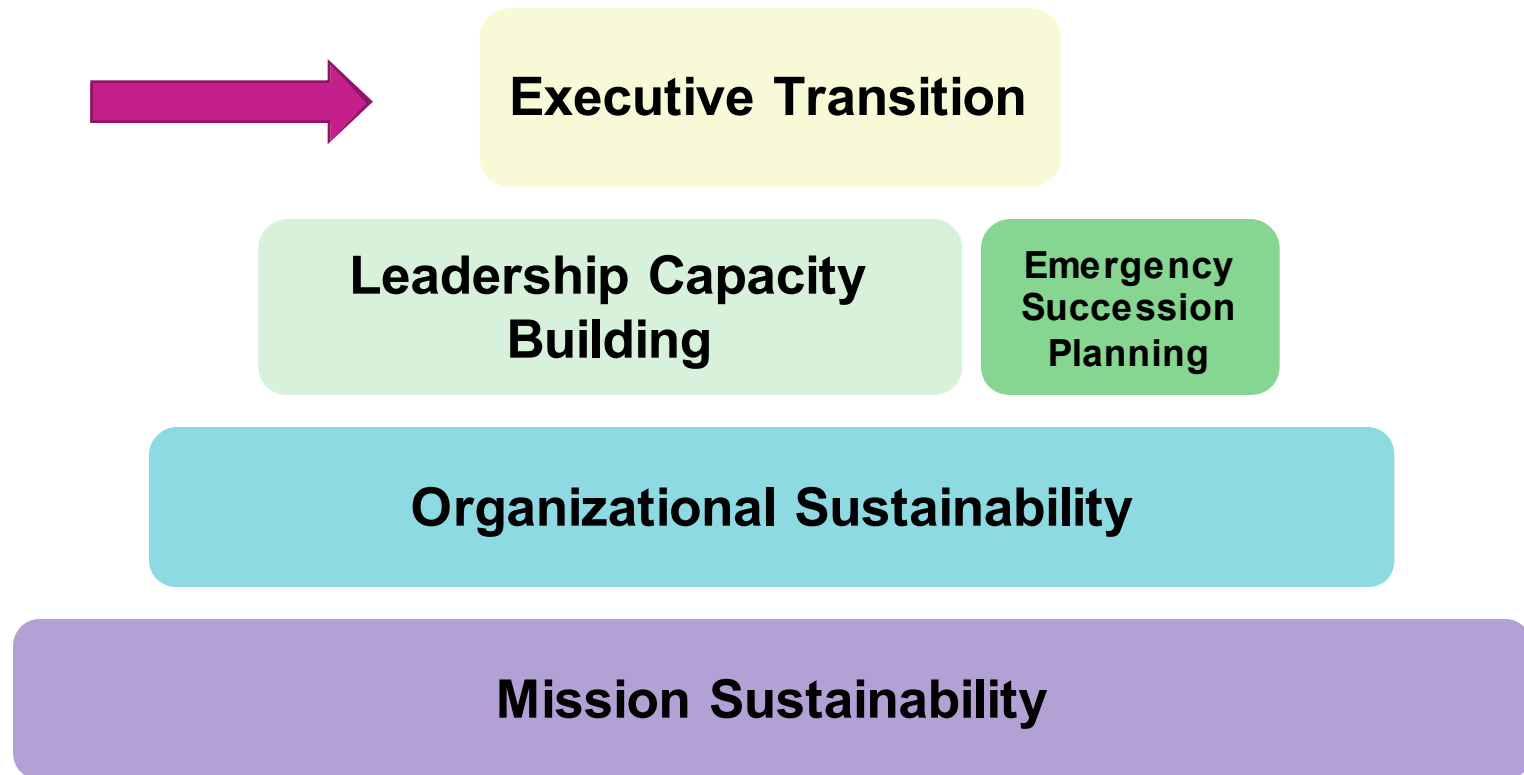 Executive Transition
Leadership Capacity
Building
Emergency
Succession
Planning
Organizational Sustainability
Mission Sustainability